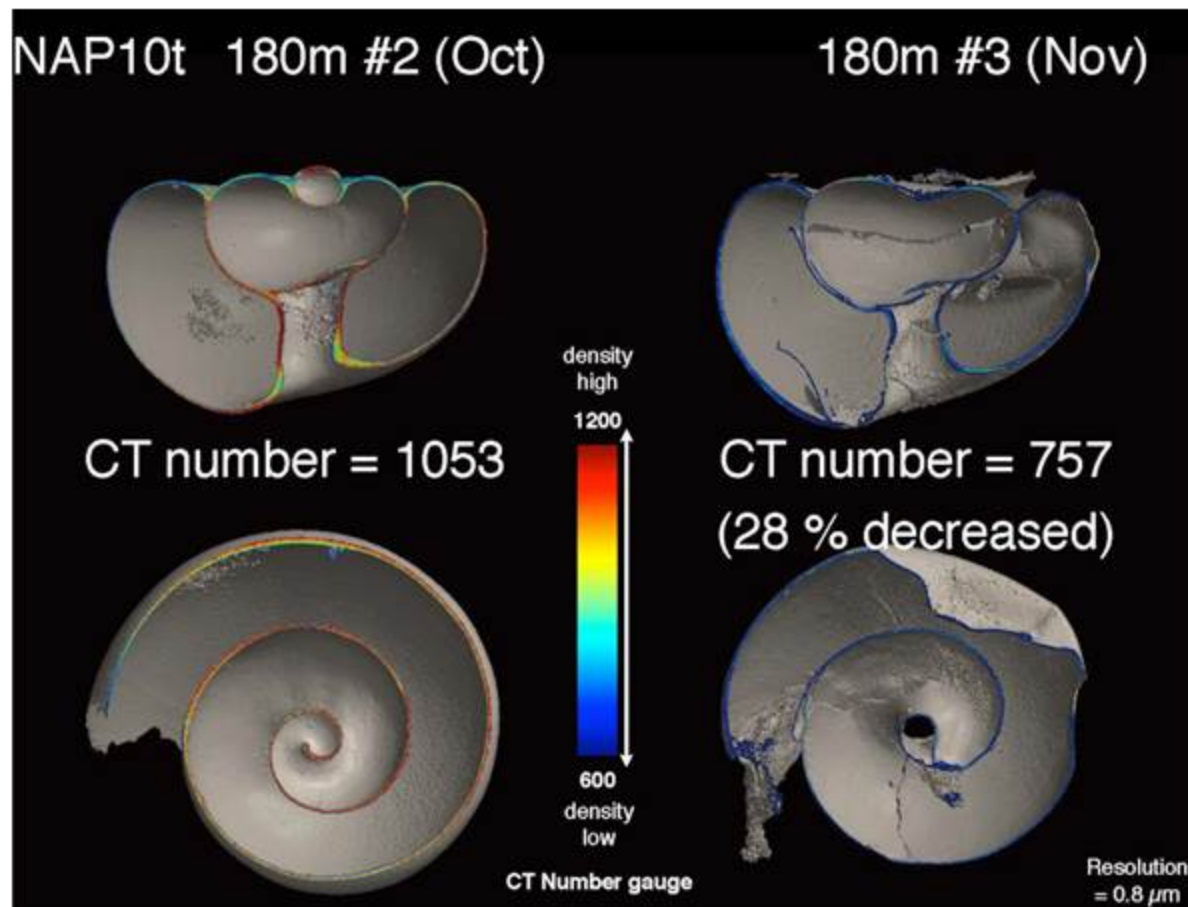 NAP10t 180m #2 (Oct)
180m #3 (Nov)
density
high
1200
CT number = 1053
CT number = 757
(28 % decreased)
600
density
low
CT Number gauge
Resolution
= 0.8 μm